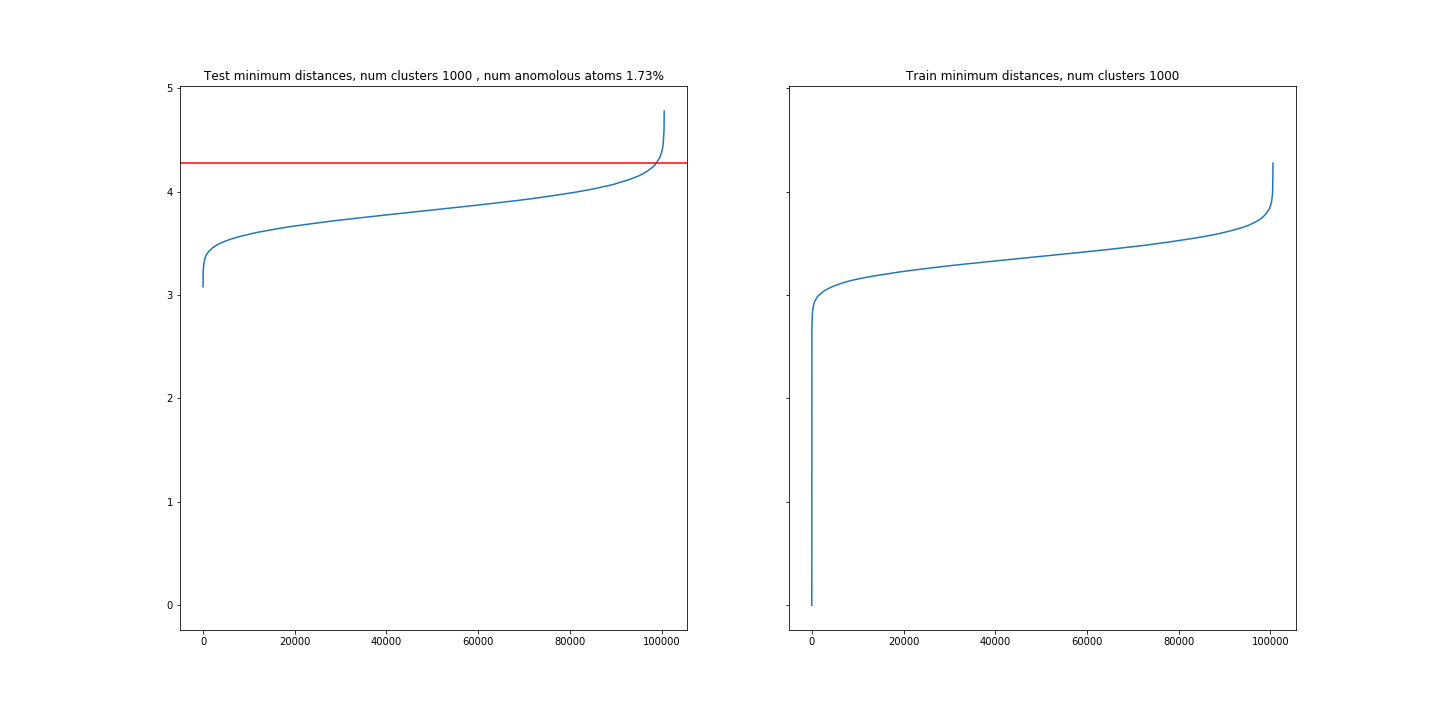 Test minimum distances, num clusters 1000 , num anomolous atoms 1.73%
5
4
3
2
1
0
0 20000 40000 60000 80000 100000
Train minimum distances, num clusters 1000
0 20000 40000 60000 80000 100000